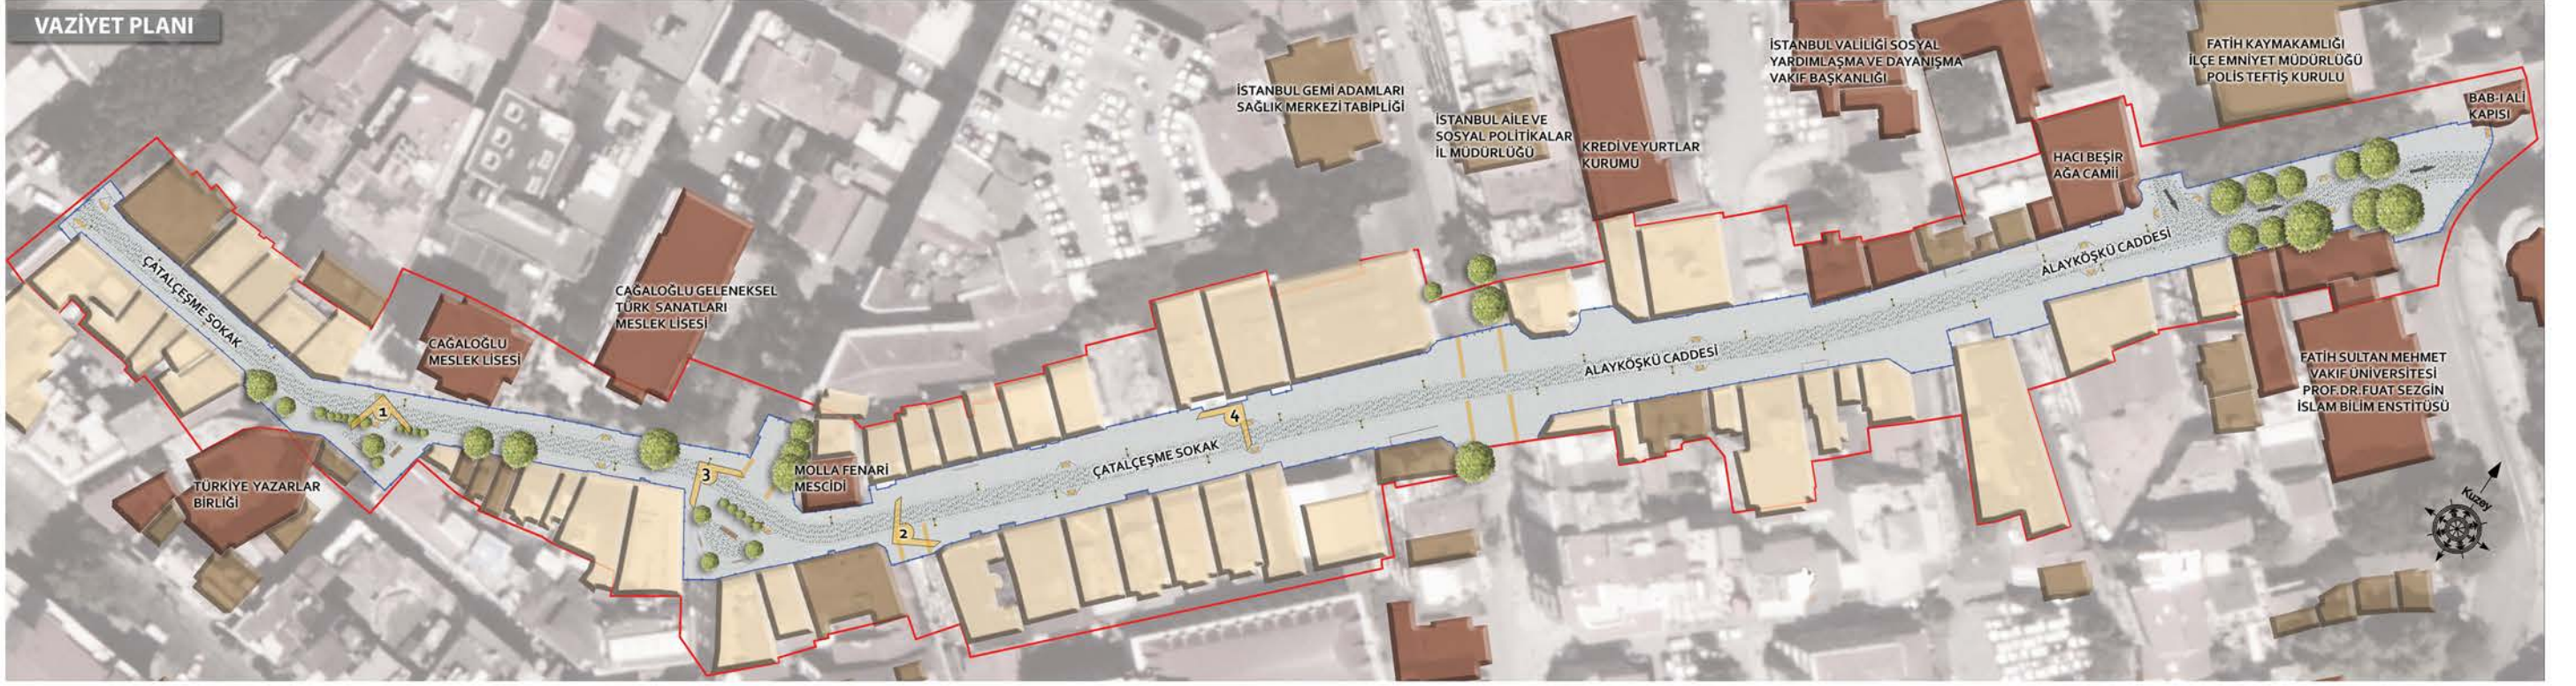 VAZİYET PLANI
İSTANBUL GEMİ ADAMLARI
SAĞLIK MERKEZİ TABİPLİĞİ
İSTANBUL AİLE VE
SOSYAL POLİTİKALAR
İL MÜDÜRLÜĞÜ
KREDİ VE YURTLAR
KURUMU
İSTANBUL VALİLİĞİ SOSYAL
YARDIMLAŞMA VE DAYANIŞMA
VAKIF BAŞKANLIĞI
FATİH KAYMAKAMLIĞI
İLÇE EMNİYET MÜDÜRLÜĞÜ
POLİS TEFTİŞ KURULU
BAB-I ALİ
KAPISI
HACI BEŞİR
AĞA CAMİİ
ÇATALÇEŞME SOKAK
CAĞALOĞLU
MESLEK LİSESİ
CAĞALOĞLU GELENEKSEL
TÜRK SANATLARI
MESLEK LİSESİ
ALAYKÖŞKÜ CADDESİ
ALAYKÖŞKÜ CADDESİ
1
4
ÇATALÇEŞME SOKAK
3
MOLLA FENARİ
MESCİDİ
2
TÜRKİYE YAZARLAR
BİRLİĞİ
FATİH SULTAN MEHMET
VAKIF ÜNİVERSİTESİ
PROF.DR.FUAT SEZGİN
İSLAM BİLİM ENSTİTÜSÜ
Kuzey